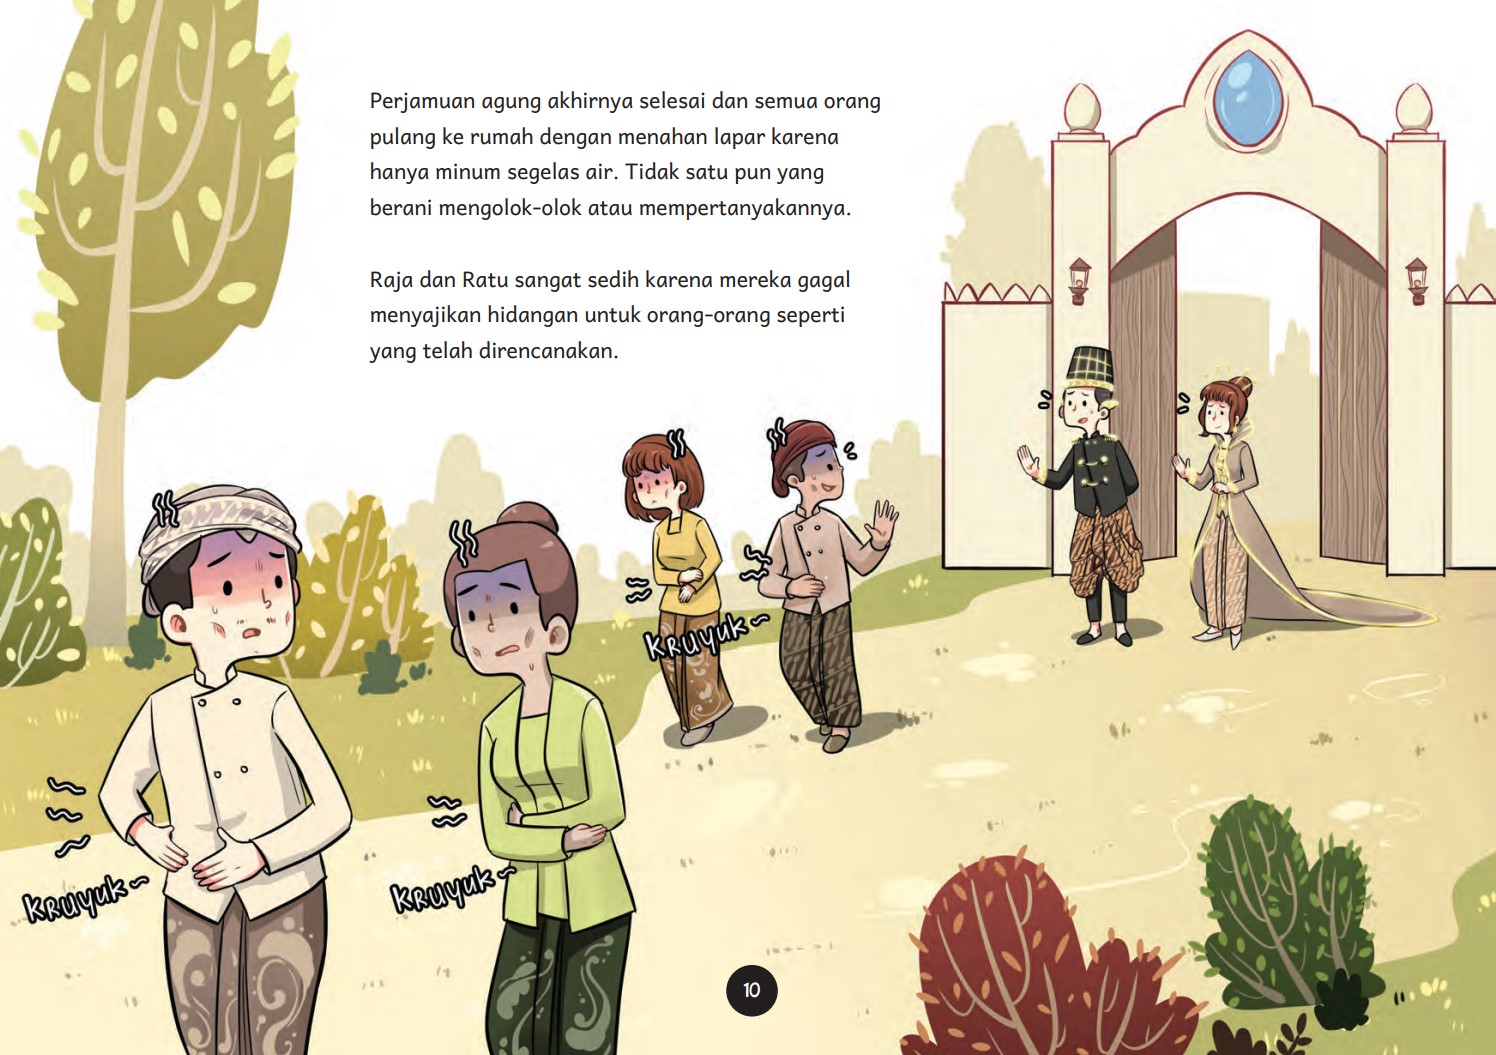 Perjamuan agung akhirnya selesai dan semua orang
pulang ke rumah dengan menahan lapar karena
hanya minum segelas air. Tidak satu pun yang
berani mengolok-olok atau mempertanyakannya.
Raja dan Ratu sangat sedih karena mereka gagal
menyajikan hidangan untuk orang-orang seperti
yang telah direncanakan.
KRUYUK~
KRUYUK~
KRUYUK~
10